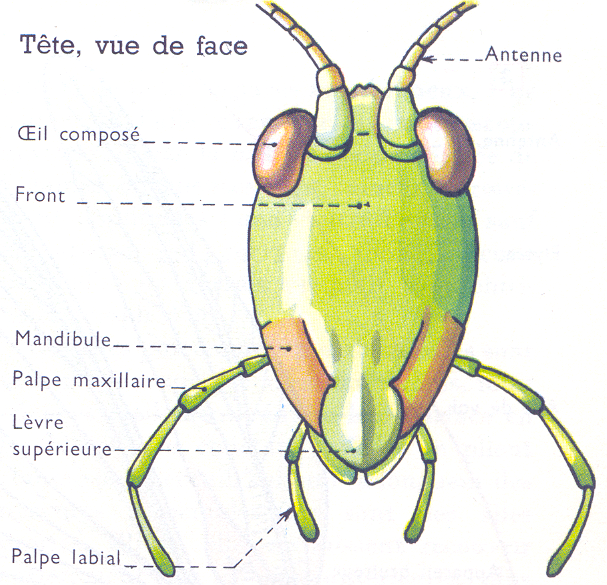 Tête, vue de face
Antenne
Œil composé
Front
Mandibule
Palpe maxillaire
Lèvre
supérieure
Palpe labial